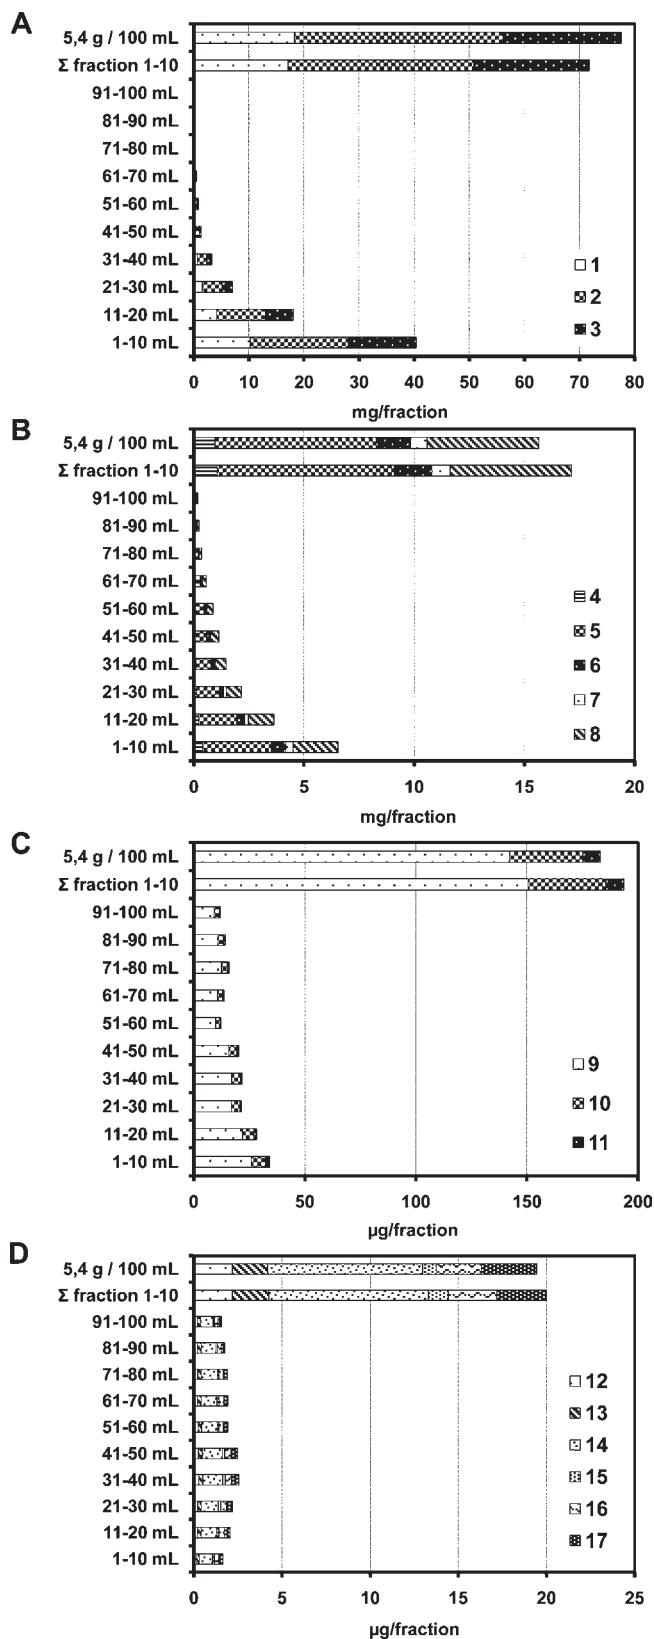 A
5,4 g / 100 mL
Σ fraction 1-10
91-100 mL
81-90 mL
71-80 mL
61-70 mL
51-60 mL
41-50 mL
31-40 mL
21-30 mL
11-20 mL
1-10 mL
1
2
3
0 10 20 30 40 50 60 70 80
mg/fraction
B
5,4 g / 100 mL
Σ fraction 1-10
91-100 mL
81-90 mL
71-80 mL
61-70 mL
51-60 mL
41-50 mL
31-40 mL
21-30 mL
11-20 mL
1-10 mL
4
5
6
7
8
0 5 10 15 20
mg/fraction
C
5,4 g / 100 mL
Σ fraction 1-10
91-100 mL
81-90 mL
71-80 mL
61-70 mL
51-60 mL
41-50 mL
31-40 mL
21-30 mL
11-20 mL
1-10 mL
9
10
11
0 50 100 150 200
µg/fraction
D
5,4 g / 100 mL
Σ fraction 1-10
91-100 mL
81-90 mL
71-80 mL
61-70 mL
51-60 mL
41-50 mL
31-40 mL
21-30 mL
11-20 mL
1-10 mL
12
13
14
15
16
17
0 5 10 15 20 25
µg/fraction